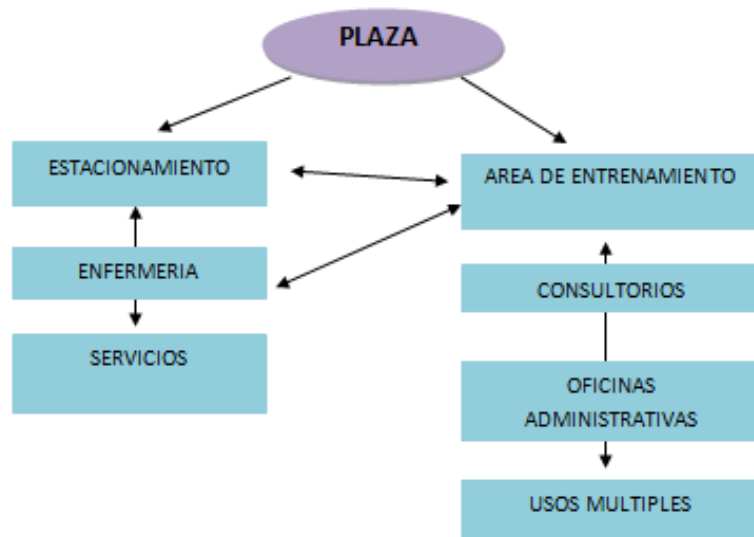 PLAZA
ESTACIONAMIENTO
AREA DE ENTRENAMIENTO
ENFERMERIA
CONSULTORIOS
SERVICIOS
OFICINAS
ADMINISTRATIVAS
USOS MULTIPLES